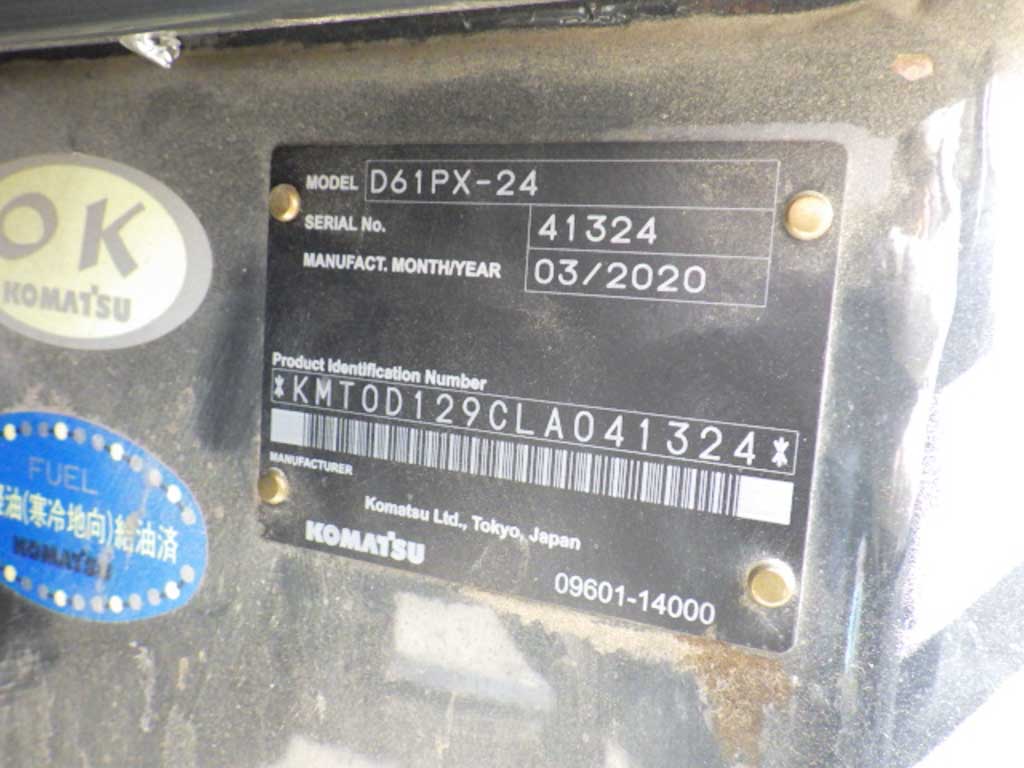 MODEL D61PX-24
SERIAL No. 41324
MANUFACT. MONTH/YEAR 03/2020
Product Identification Number
*KMT0D129CLA041324*
MANUFACTURER
Komatsu Ltd., Tokyo, Japan
KOMATSU
09601-14000
OK
KOMATSU
FUEL
油(寒冷地向)給油済
KOMATSU